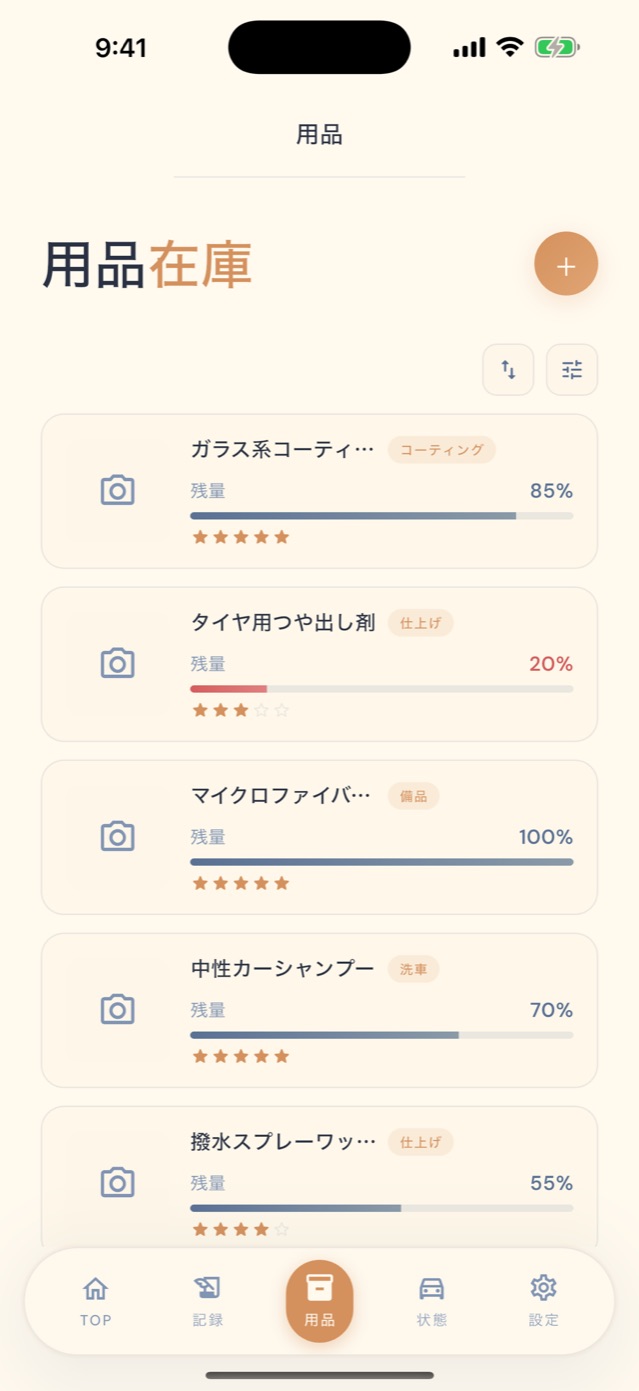 9:41
用品
用品在庫
+
ガラス系コーティ… コーティング
残量 85%
タイヤ用つや出し剤 仕上げ
残量 20%
マイクロファイバ… 備品
残量 100%
中性カーシャンプー 洗車
残量 70%
撥水スプレーワッ… 仕上げ
残量 55%
TOP 記録 用品 状態 設定